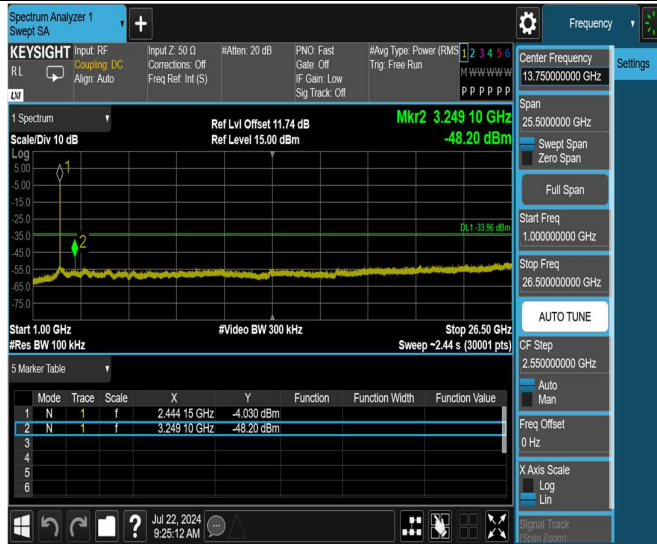 Spectrum Analyzer 1
Swept SA
Frequency
KEYSIGHT
Input: RF
Input Z: 50 Ω
#Atten: 20 dB
PNO: Fast
#Avg Type: Power (RMS
1 2 3 4 5 6
Coupling: DC
Corrections: Off
Gate: Off
Trig: Free Run
R L
Align: Auto
Freq Ref: Int (S)
IF Gain: Low
M W W W W W
Sig Track: Off
P P P P P P
LXI
Center Frequency
13.750000000 GHz
Settings
1 Spectrum
Ref Lvl Offset 11.74 dB
Mkr2 3.249 10 GHz
Scale/Div 10 dB
Ref Level 15.00 dBm
-48.20 dBm
Log
5.00
-5.00
-15.0
-25.0
-35.0
-45.0
-55.0
-65.0
-75.0
1
2
DL1 -33.96 dBm
Start 1.00 GHz
#Video BW 300 kHz
Stop 26.50 GHz
#Res BW 100 kHz
Sweep ~2.44 s (30001 pts)
Span
25.5000000 GHz
Swept Span
Zero Span
Full Span
Start Freq
1.000000000 GHz
Stop Freq
26.500000000 GHz
AUTO TUNE
CF Step
2.550000000 GHz
Auto
Man
Freq Offset
0 Hz
X Axis Scale
Log
Lin
Signal Track
(Span Zoom)
5 Marker Table
Mode Trace Scale X Y Function Function Width Function Value
1 N 1 f 2.444 15 GHz -4.030 dBm
2 N 1 f 3.249 10 GHz -48.20 dBm
3
4
5
6
?
Jul 22, 2024
9:25:12 AM